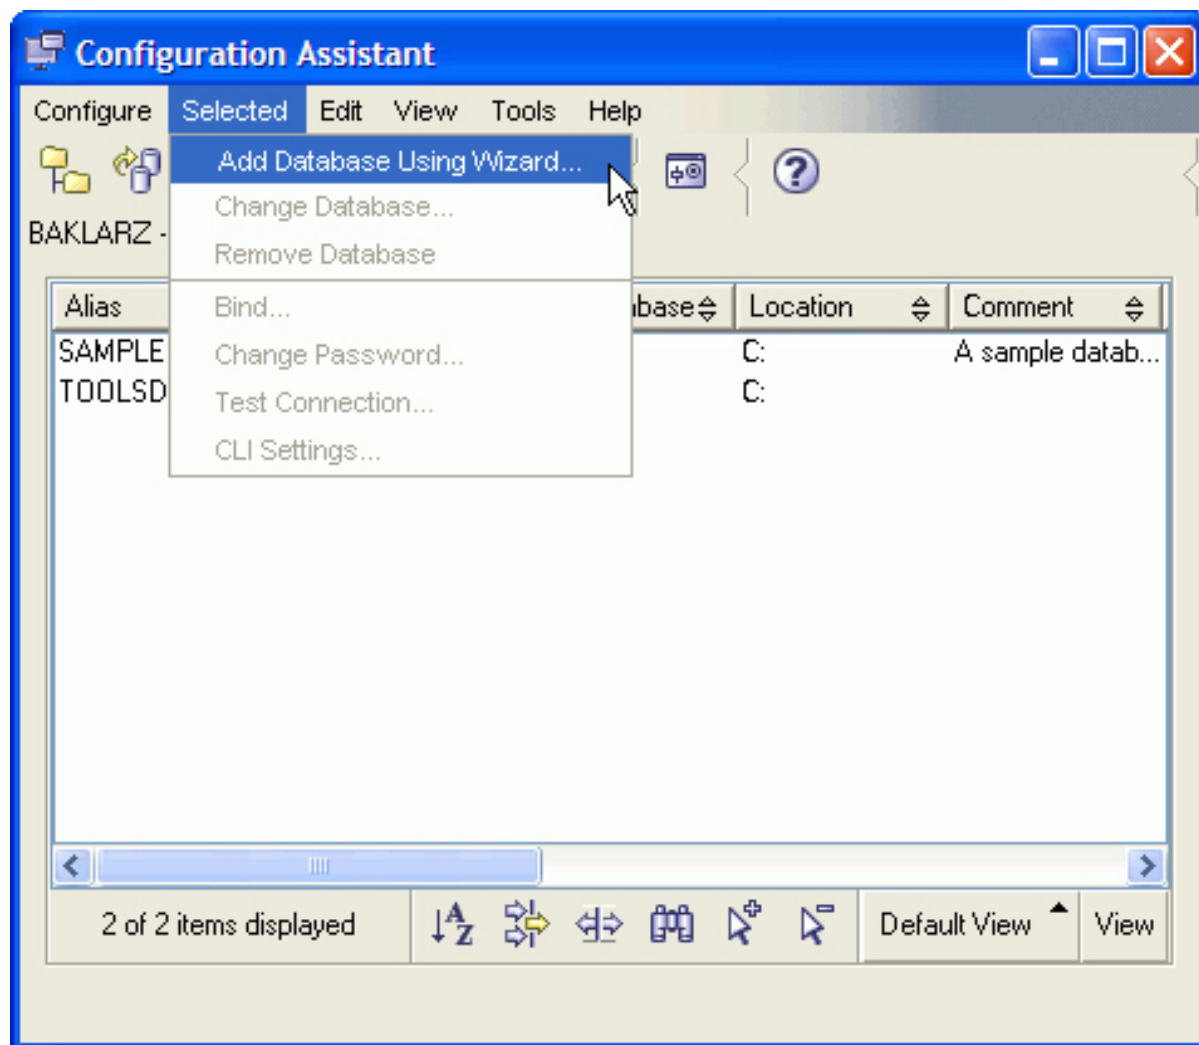 Configuration Assistant
Configure Selected Edit View Tools Help
Add Database Using Wizard...
Change Database...
BAKLARZ -
Remove Database
Alias Bind... Location Comment
SAMPLE Change Password... C: A sample datab...
Test Connection... C:
CLI Settings...
2 of 2 items displayed A Z Default View View